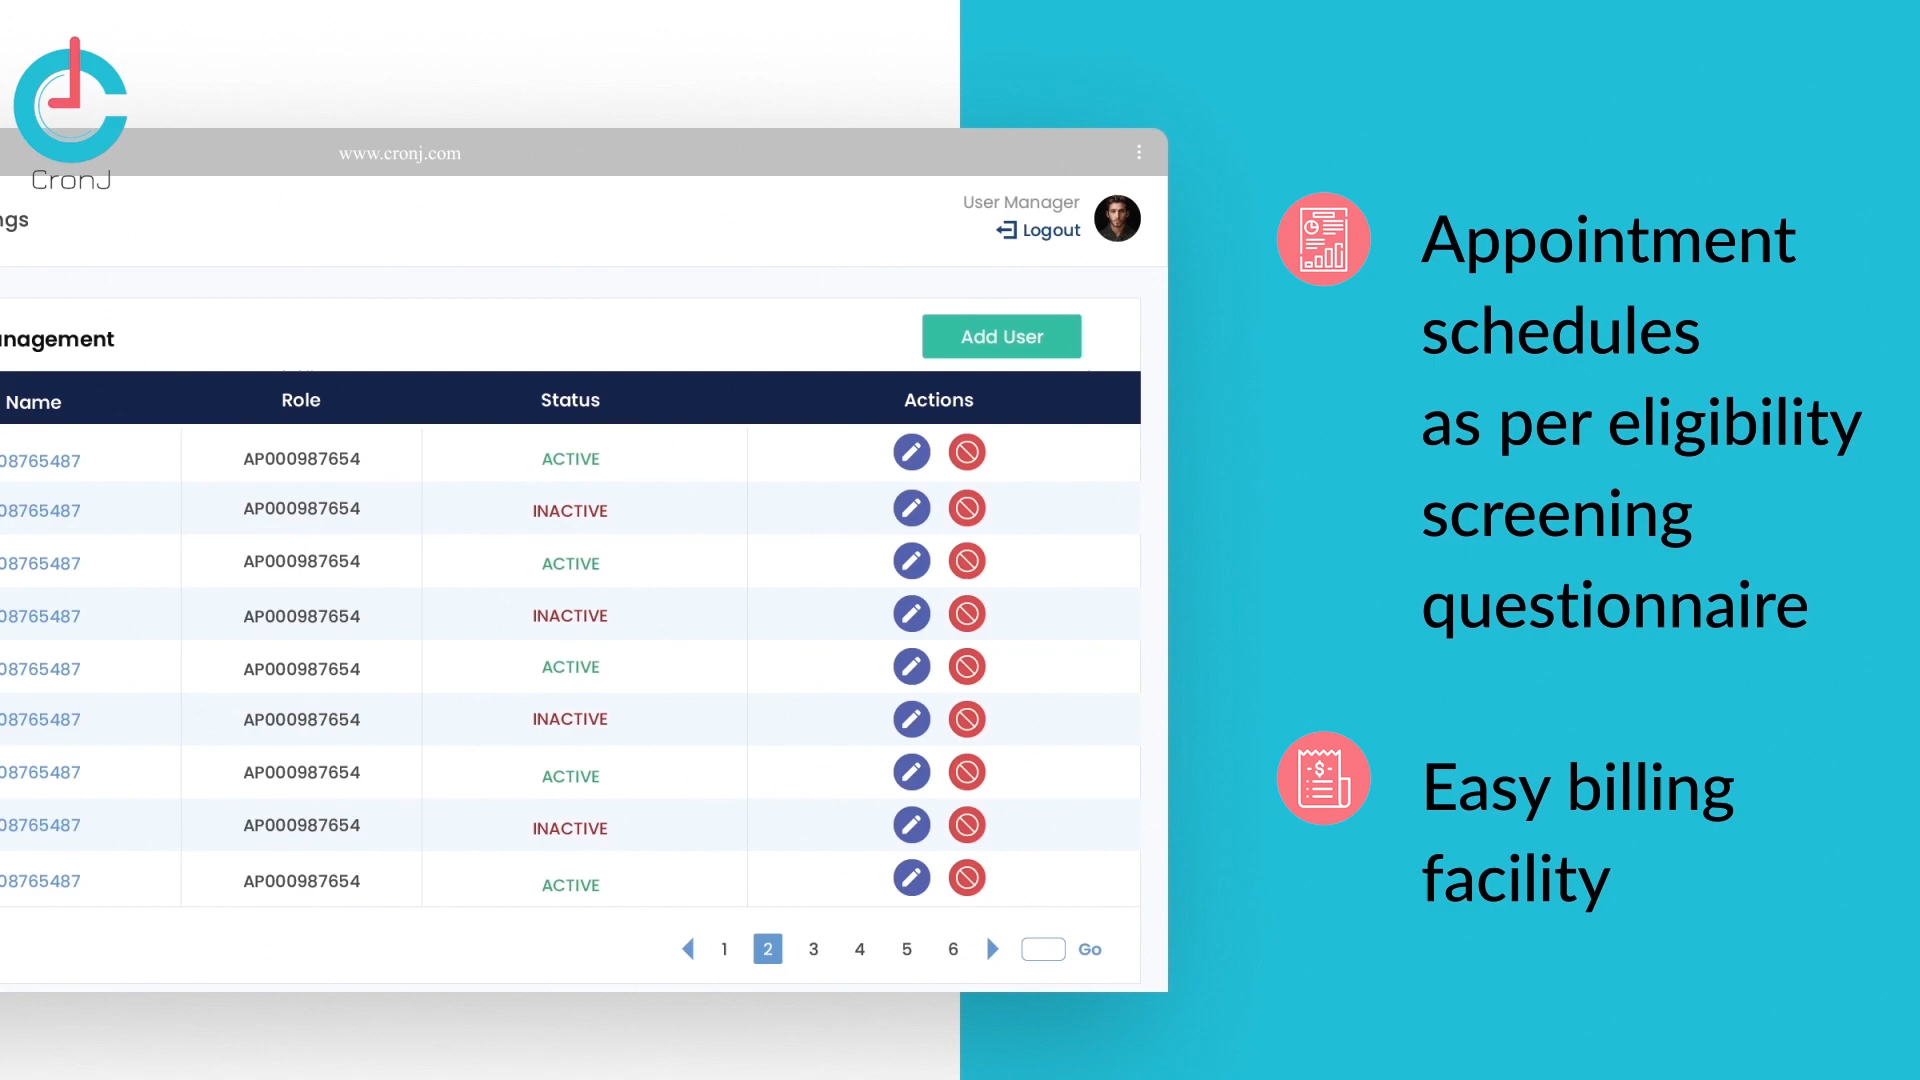 CronJ
www.cronj.com
ngs
User Manager
Logout
nagement
Add User
Name Role Status Actions
08765487 AP000987654 ACTIVE
08765487 AP000987654 INACTIVE
08765487 AP000987654 ACTIVE
08765487 AP000987654 INACTIVE
08765487 AP000987654 ACTIVE
08765487 AP000987654 INACTIVE
08765487 AP000987654 ACTIVE
08765487 AP000987654 INACTIVE
08765487 AP000987654 ACTIVE
1 2 3 4 5 6 Go
Appointment
schedules
as per eligibility
screening
questionnaire
Easy billing
facility